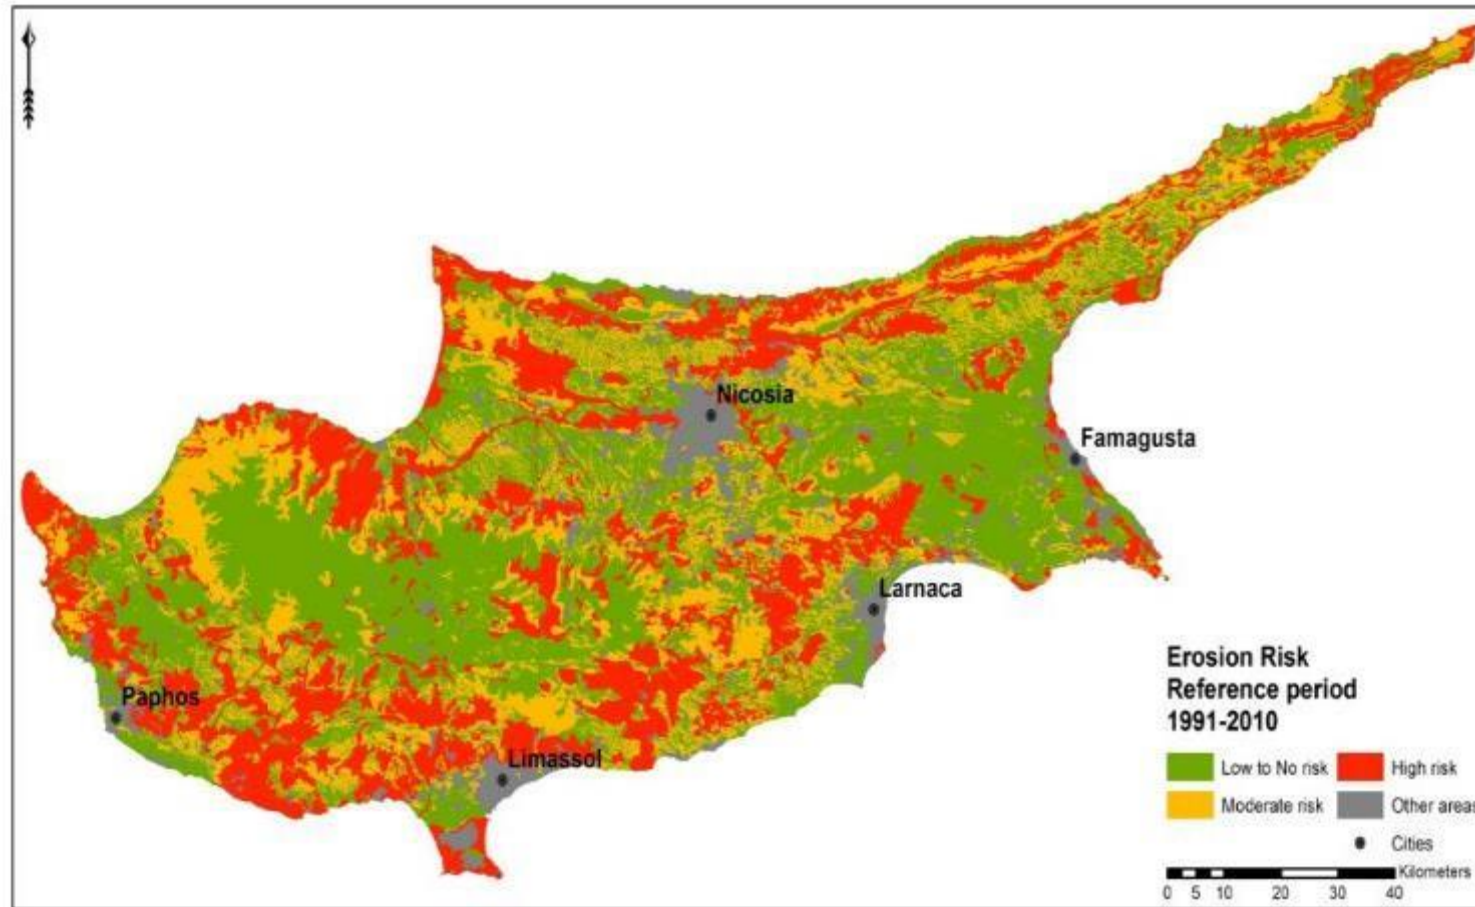 Nicosia
Famagusta
Larnaca
Paphos
Limassol
Erosion Risk
Reference period
1991-2010
Low to No risk
High risk
Moderate risk
Other areas
Cities
Kilometers
0 5 10 20 30 40